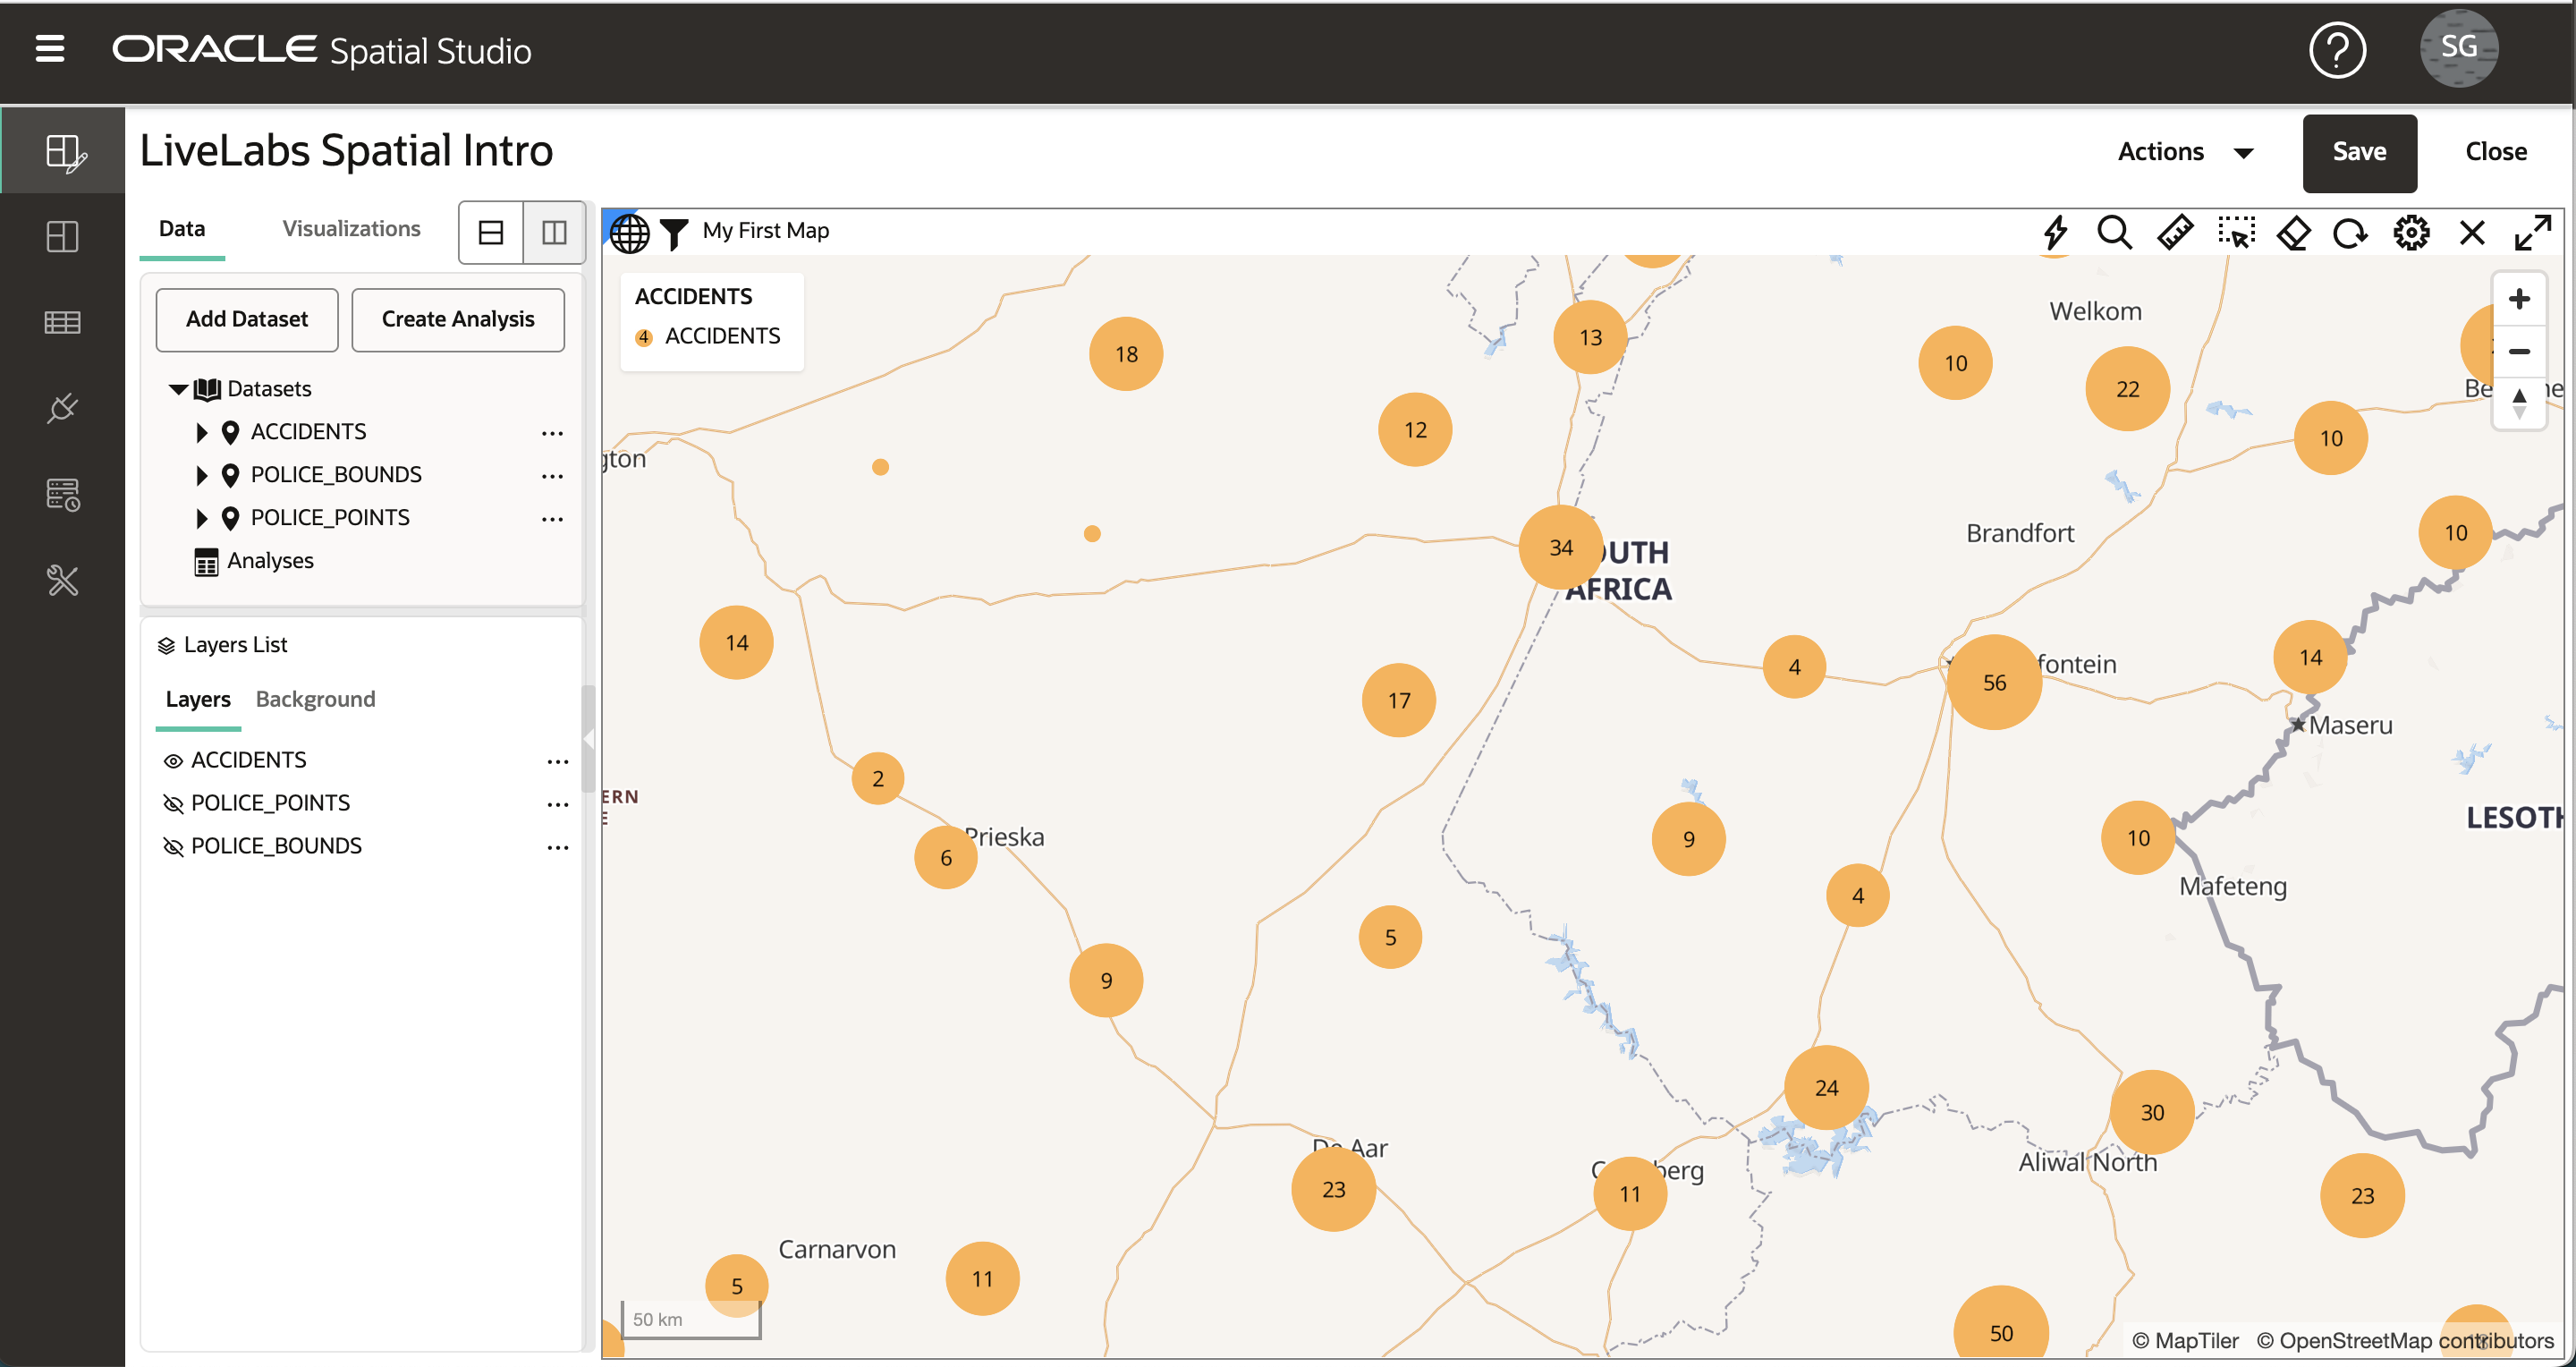 ORACLE Spatial Studio
?
SG
LiveLabs Spatial Intro
Actions
Save
Close
Data
Visualizations
Add Dataset
Create Analysis
Datasets
ACCIDENTS
POLICE_BOUNDS
POLICE_POINTS
Analyses
Layers List
Layers
Background
ACCIDENTS
POLICE_POINTS
POLICE_BOUNDS
My First Map
ACCIDENTS
4 ACCIDENTS
Welkom
13
18
10
22
12
10
gton
Brandfort
10
34
OUTH
AFRICA
14
4
56
fontein
14
17
Maseru
2
ERN
E
Prieska
6
9
10
LESOTH
4
Mafeteng
5
9
24
30
De Aar
23
berg
11
Aliwal North
23
Carnarvon
5
11
50 km
50
© MapTiler © OpenStreetMap contributors